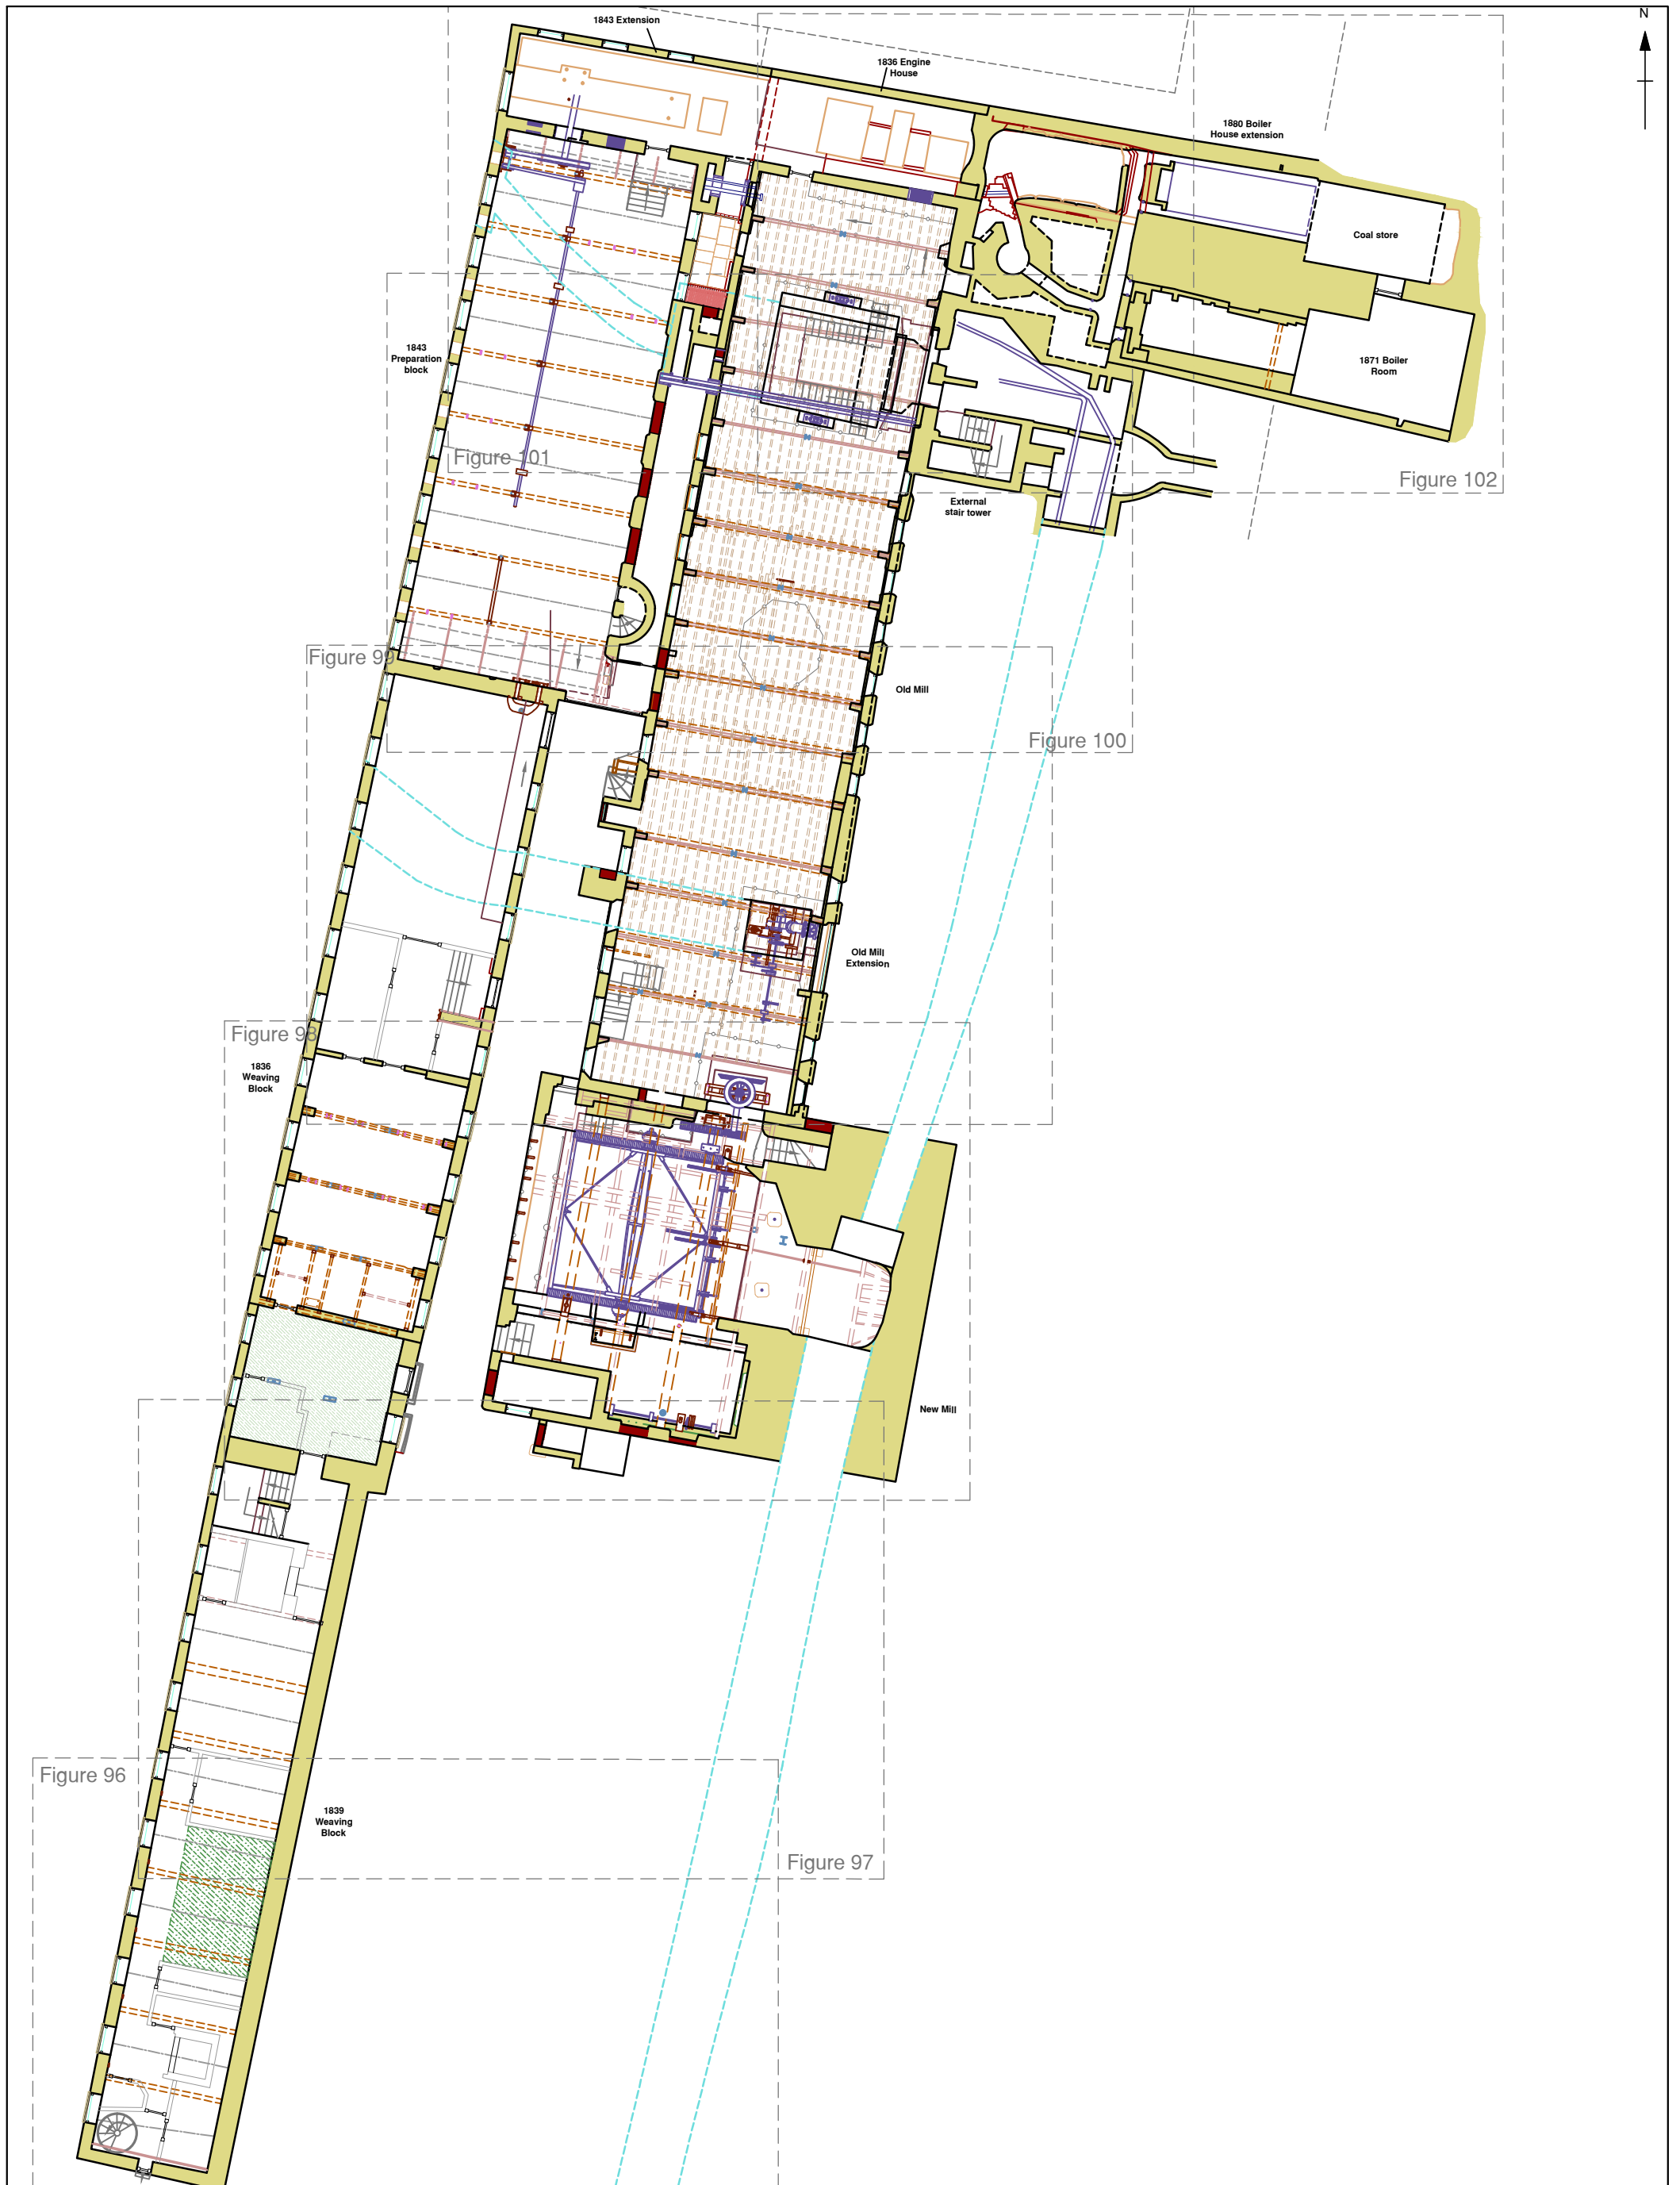 N
1843 Extension
1836 Engine
House
1880 Boiler
House extension
Coal store
1843
Preparation
block
1871 Boiler
Room
Figure 101
Figure 102
External
stair tower
Figure 99
Old Mill
Figure 100
Old Mill
Extension
Figure 98
1836
Weaving
Block
New Mill
Figure 96
1839
Weaving
Block
Figure 97